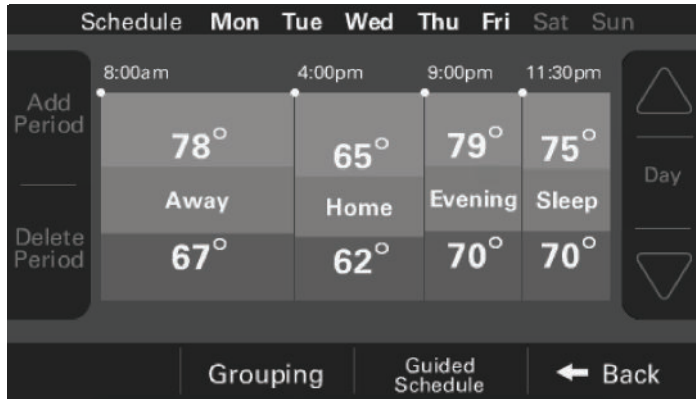 Schedule Mon Tue Wed Thu Fri Sat Sun
8:00am 4:00pm 9:00pm 11:30pm
Add
Period
78° 65° 79° 75°
Day
Away Home Evening Sleep
Delete
Period
67° 62° 70° 70°
Grouping
Guided
Schedule
Back